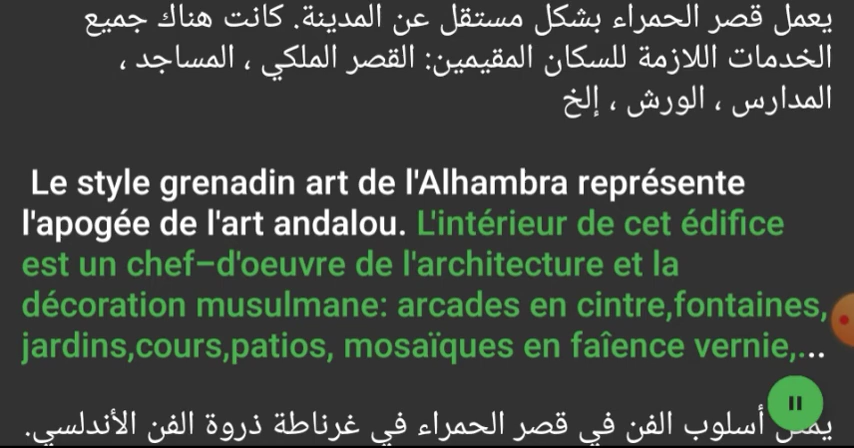 يعمل قصر الحمراء بشكل مستقل عن المدينة. كانت هناك جميع
الخدمات اللازمة للسكان المقيمين: القصر الملكي ، المساجد ،
المدارس ، الورش ، إلخ
Le style grenadin art de l'Alhambra représente
l'apogée de l'art andalou. L'intérieur de cet édifice
est un chef-d'oeuvre de l'architecture et la
décoration musulmane: arcades en cintre,fontaines,
jardins,cours,patios, mosaïques en faîence vernie,...
أسلوب الفن في قصر الحمراء في غرناطة ذروة الفن الأندلسي.